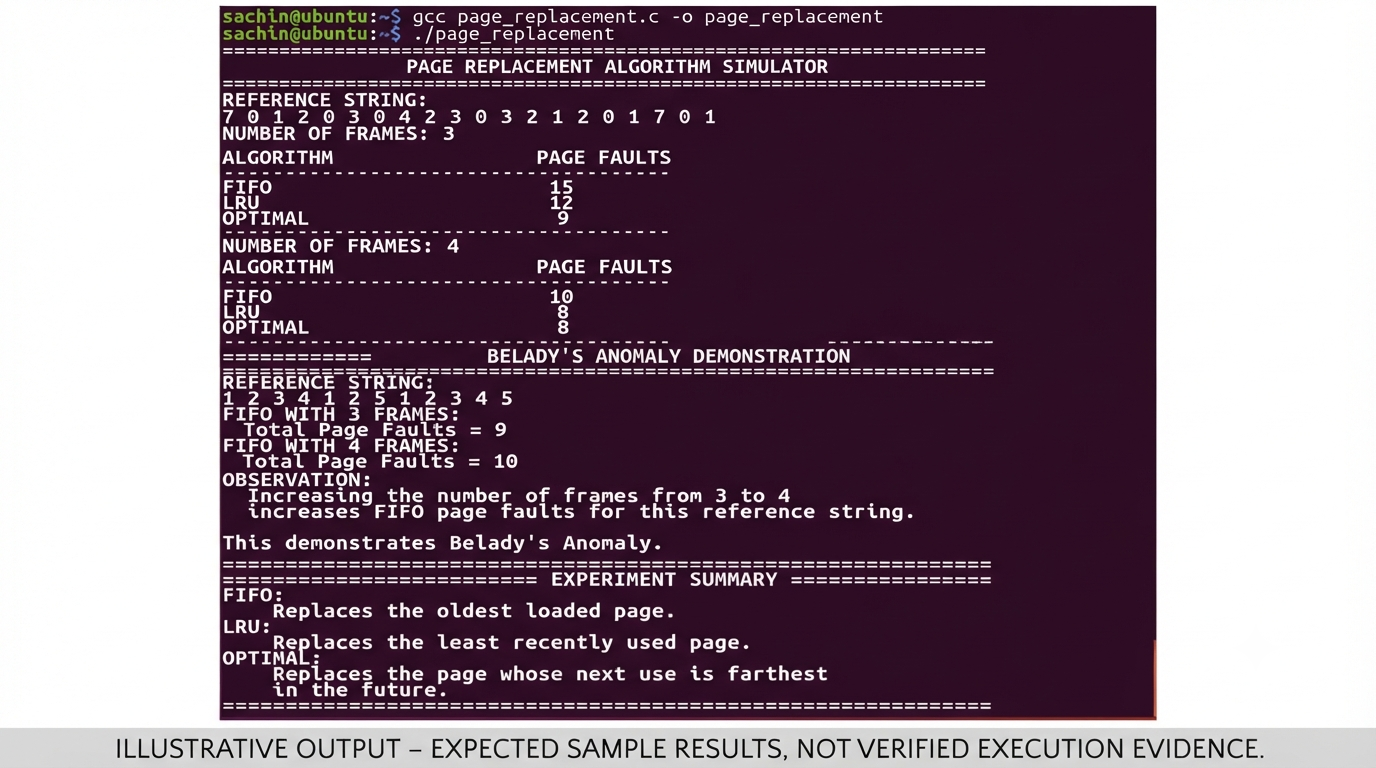 sachin@ubuntu:~$ gcc page_replacement.c -o page_replacement
sachin@ubuntu:~$ ./page_replacement
=============================================================
PAGE REPLACEMENT ALGORITHM SIMULATOR
=============================================================
REFERENCE STRING:
7 0 1 2 0 3 0 4 2 3 0 3 2 1 2 0 1 7 0 1
NUMBER OF FRAMES: 3
ALGORITHM PAGE FAULTS
------------------------------------
FIFO 15
LRU 12
OPTIMAL 9
------------------------------------
NUMBER OF FRAMES: 4
ALGORITHM PAGE FAULTS
------------------------------------
FIFO 10
LRU 8
OPTIMAL 8
------------------------------------ -------------
============ BELADY'S ANOMALY DEMONSTRATION
==============================================================
REFERENCE STRING:
1 2 3 4 1 2 5 1 2 3 4 5
FIFO WITH 3 FRAMES:
Total Page Faults = 9
FIFO WITH 4 FRAMES:
Total Page Faults = 10
OBSERVATION:
Increasing the number of frames from 3 to 4
increases FIFO page faults for this reference string.
This demonstrates Belady's Anomaly.
==============================================================
========================= EXPERIMENT SUMMARY ================
FIFO:
Replaces the oldest loaded page.
LRU:
Replaces the least recently used page.
OPTIMAL:
Replaces the page whose next use is farthest
in the future.
==============================================================
ILLUSTRATIVE OUTPUT – EXPECTED SAMPLE RESULTS, NOT VERIFIED EXECUTION EVIDENCE.